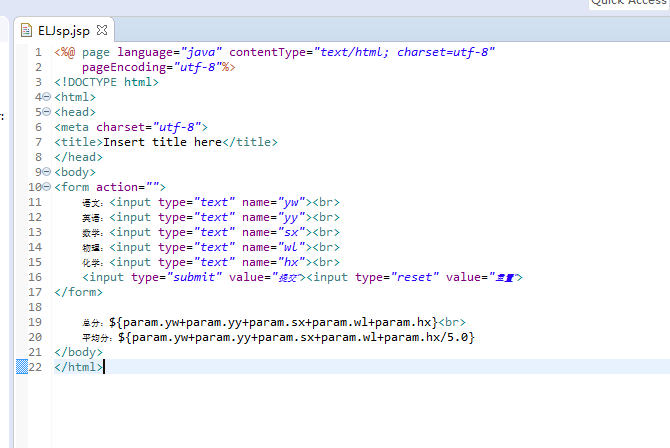 Quick Access
ELJsp.jsp
1 <%@ page language="java" contentType="text/html; charset=utf-8"
2 pageEncoding="utf-8"%>
3 <!DOCTYPE html>
4 <html>
5 <head>
6 <meta charset="utf-8">
7 <title>Insert title here</title>
8 </head>
9 <body>
10 <form action="">
11 语文：<input type="text" name="yw"><br>
12 英语：<input type="text" name="yy"><br>
13 数学：<input type="text" name="sx"><br>
14 物理：<input type="text" name="wl"><br>
15 化学：<input type="text" name="hx"><br>
16 <input type="submit" value="提交"><input type="reset" value="重置">
17 </form>
18
19 总分：${param.yw+param.yy+param.sx+param.wl+param.hx}<br>
20 平均分：${param.yw+param.yy+param.sx+param.wl+param.hx/5.0}
21 </body>
22 </html>